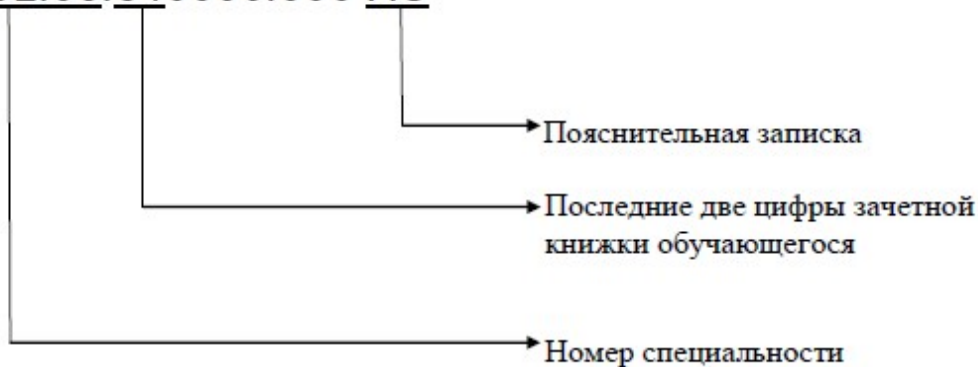 Пояснительная записка
Последние две цифры зачетной
книжки обучающегося
Номер специальности